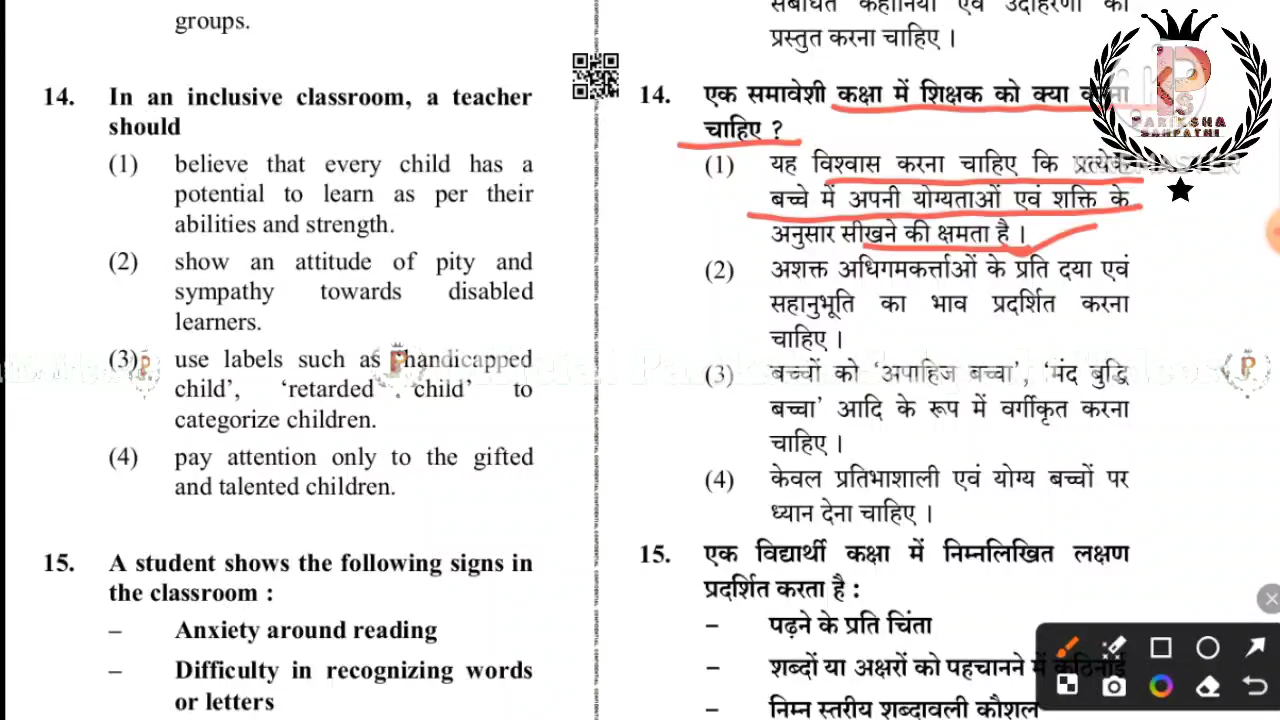 groups.
14. In an inclusive classroom, a teacher
should
(1) believe that every child has a
potential to learn as per their
abilities and strength.
(2) show an attitude of pity and
sympathy towards disabled
learners.
(3) use labels such as 'handicapped
child', 'retarded child' to
categorize children.
(4) pay attention only to the gifted
and talented children.
15. A student shows the following signs in
the classroom :
– Anxiety around reading
– Difficulty in recognizing words
or letters
संबंधित कहानियों एवं उदाहरणों को
प्रस्तुत करना चाहिए ।
14. एक समावेशी कक्षा में शिक्षक को क्या
चाहिए ?
(1) यह विश्वास करना चाहिए कि प्रत्येक
बच्चे में अपनी योग्यताओं एवं शक्ति के
अनुसार सीखने की क्षमता है ।
(2) अशक्त अधिगमकर्त्ताओं के प्रति दया एवं
सहानुभूति का भाव प्रदर्शित करना
चाहिए ।
(3) बच्चों को 'अपाहिज बच्चा', 'मंद बुद्धि
बच्चा' आदि के रूप में वर्गीकृत करना
चाहिए ।
(4) केवल प्रतिभाशाली एवं योग्य बच्चों पर
ध्यान देना चाहिए ।
15. एक विद्यार्थी कक्षा में निम्नलिखित लक्षण
प्रदर्शित करता है :
– पढ़ने के प्रति चिंता
– शब्दों या अक्षरों को पहचानने में कठिनाई
– निम्न स्तरीय शब्दावली कौशल
PARIKSHA
SANPATHI